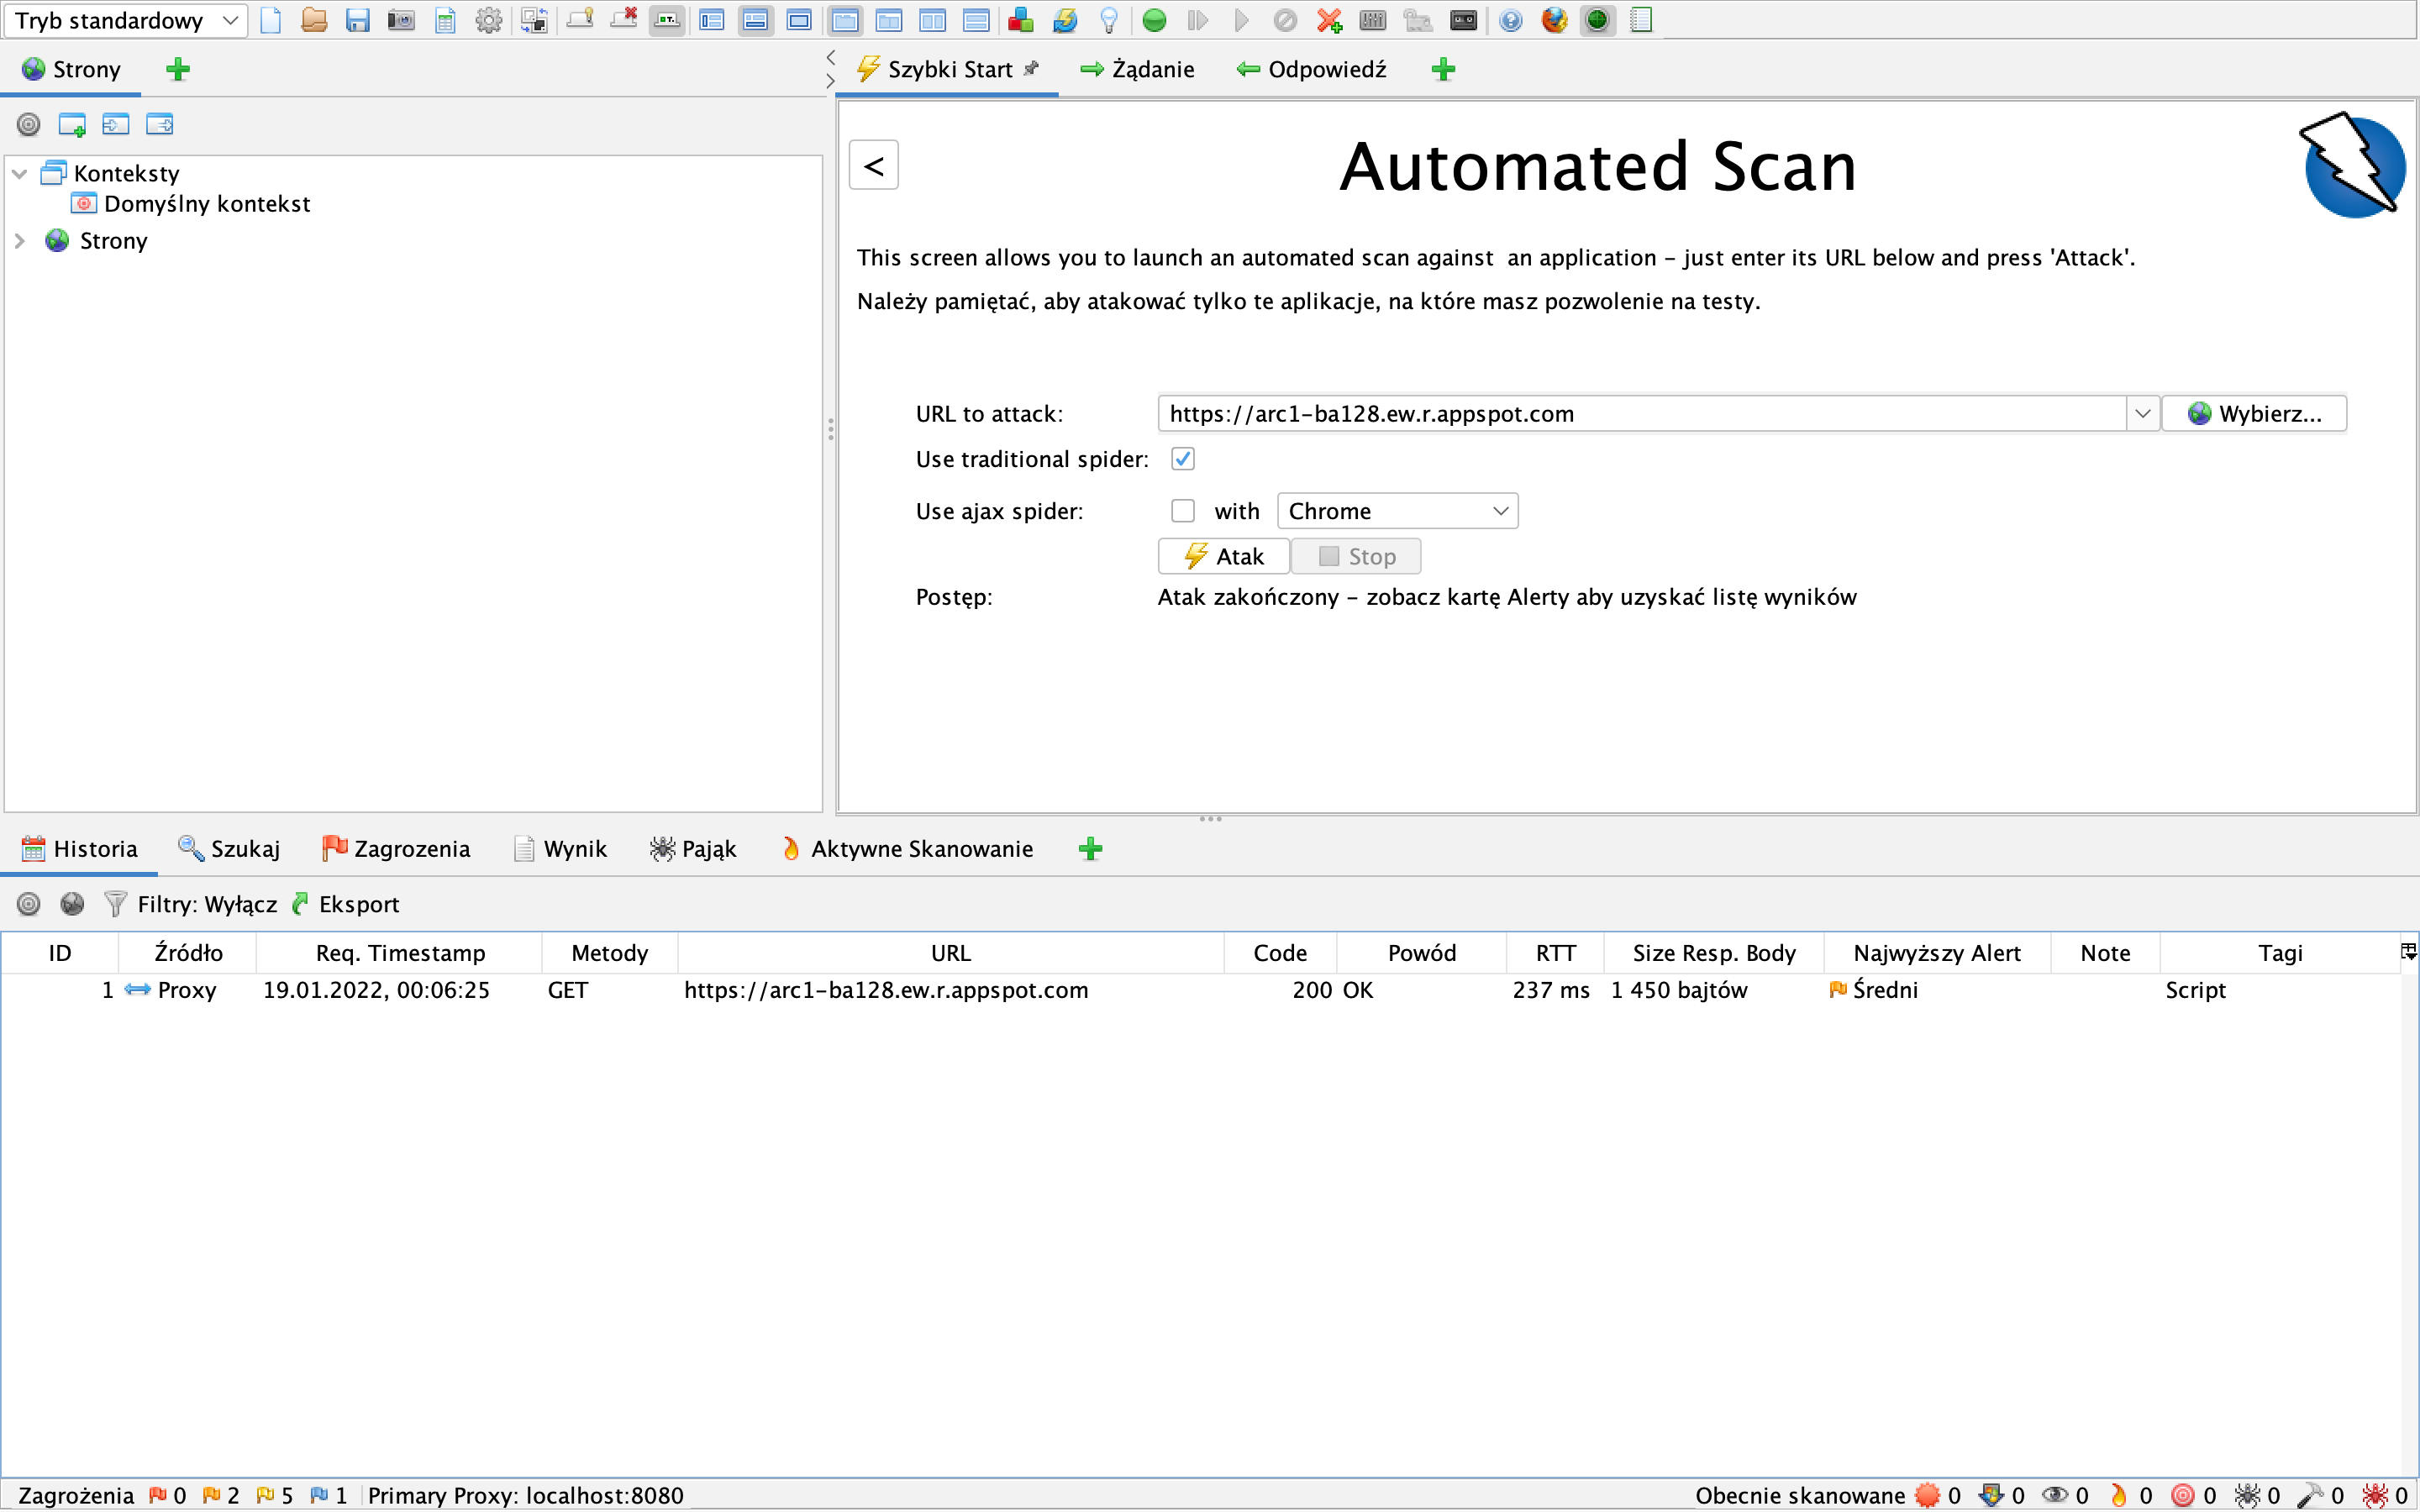 Tryb standardowy
Strony
Szybki Start
Żądanie
Odpowiedź
Konteksty
Domyślny kontekst
Strony
<
Automated Scan
This screen allows you to launch an automated scan against  an application – just enter its URL below and press 'Attack'.
Należy pamiętać, aby atakować tylko te aplikacje, na które masz pozwolenie na testy.
URL to attack: https://arc1-ba128.ew.r.appspot.com Wybierz...
Use traditional spider:
Use ajax spider: with Chrome
Atak Stop
Postęp: Atak zakończony – zobacz kartę Alerty aby uzyskać listę wyników
Historia Szukaj Zagrozenia Wynik Pająk Aktywne Skanowanie
Filtry: Wyłącz Eksport
ID Źródło Req. Timestamp Metody URL Code Powód RTT Size Resp. Body Najwyższy Alert Note Tagi
1 Proxy 19.01.2022, 00:06:25 GET https://arc1-ba128.ew.r.appspot.com 200 OK 237 ms 1 450 bajtów Średni Script
Zagrożenia 0 2 5 1 Primary Proxy: localhost:8080 Obecnie skanowane 0 0 0 0 0 0 0 0